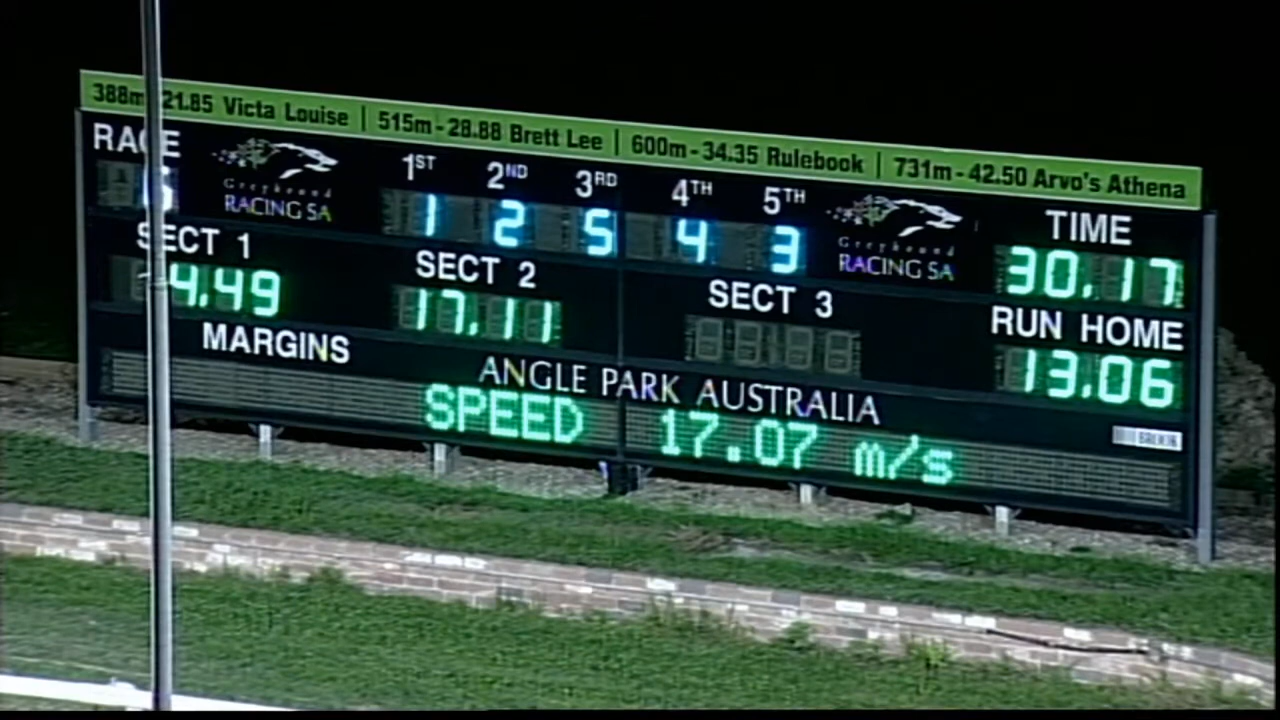 388m-21.85 Victa Louise | 515m-28.88 Brett Lee | 600m-34.35 Rulebook | 731m-42.50 Arvo's Athena
RACE 1ST 2ND 3RD 4TH 5TH TIME
Greyhound RACING SA
1 2 5 4 3
Greyhound RACING SA
30.17
SECT 1 SECT 2 SECT 3 RUN HOME
4.49 17.11 13.06
MARGINS
ANGLE PARK AUSTRALIA
SPEED 17.07 m/s